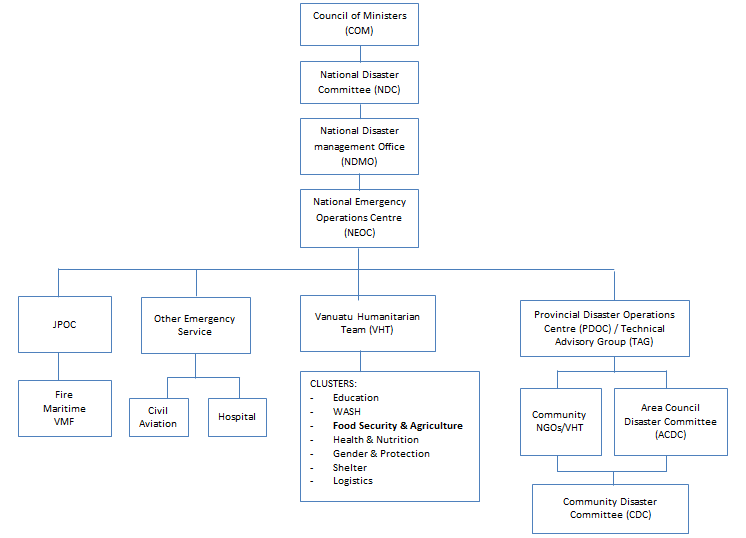 Council of Ministers
(COM)
National Disaster
Committee (NDC)
National Disaster
management Office
(NDMO)
National Emergency
Operations Centre
(NEOC)
JPOC
Other Emergency
Service
Vanuatu Humanitarian
Team (VHT)
Provincial Disaster Operations
Centre (PDOC) / Technical
Advisory Group (TAG)
Fire
Maritime
VMF
Civil
Aviation
Hospital
CLUSTERS:
- Education
- WASH
- Food Security & Agriculture
- Health & Nutrition
- Gender & Protection
- Shelter
- Logistics
Community
NGOs/VHT
Area Council
Disaster Committee
(ACDC)
Community Disaster
Committee (CDC)